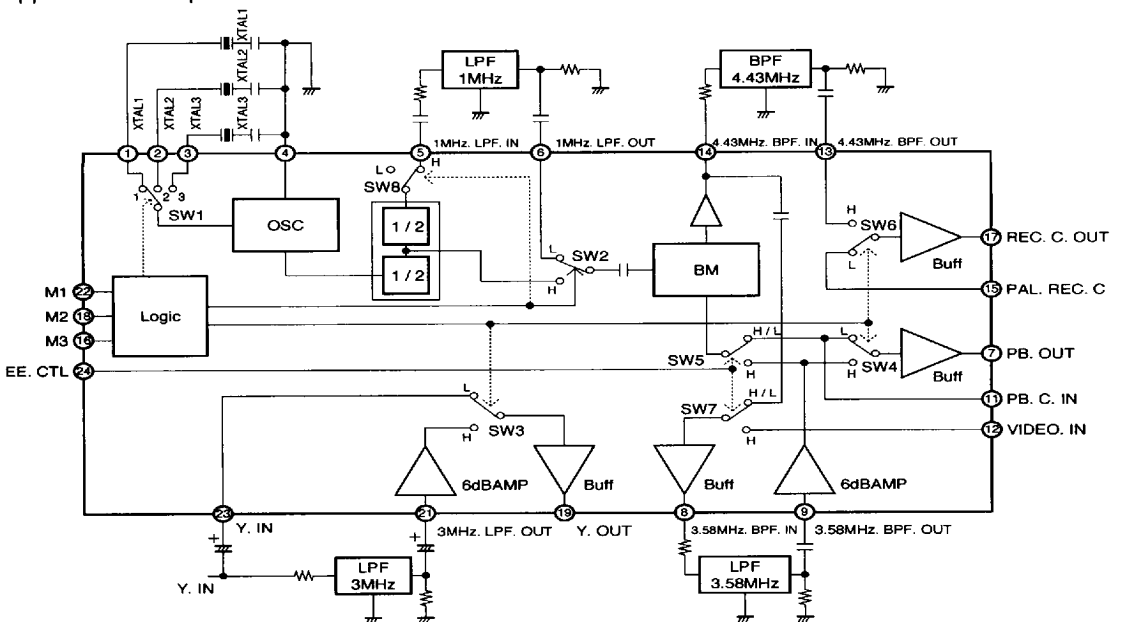 XTAL1
XTAL2
XTAL3
XTAL1
XTAL2
XTAL3
LPF
1MHz
BPF
4.43MHz
1 2 3 4
5 1MHz. LPF. IN
6 1MHz. LPF. OUT
14 4.43MHz. BPF. IN
13 4.43MHz. BPF. OUT
1 2 3
SW1
OSC
L H
SW8
1 / 2
1 / 2
L
SW2
H
BM
H
SW6
L
Buff
17 REC. C. OUT
15 PAL. REC. C
M1 22
M2 18
M3 16
Logic
EE. CTL 24
H / L
SW5
H
L
SW4
H
Buff
7 PB. OUT
11 PB. C. IN
12 VIDEO. IN
L
SW3
H
SW7
H / L
H
6dBAMP
Buff
Buff
6dBAMP
23 Y. IN
21 3MHz. LPF. OUT
19 Y. OUT
8 3.58MHz. BPF. IN
9 3.58MHz. BPF. OUT
+
+
Y. IN
LPF
3MHz
LPF
3.58MHz